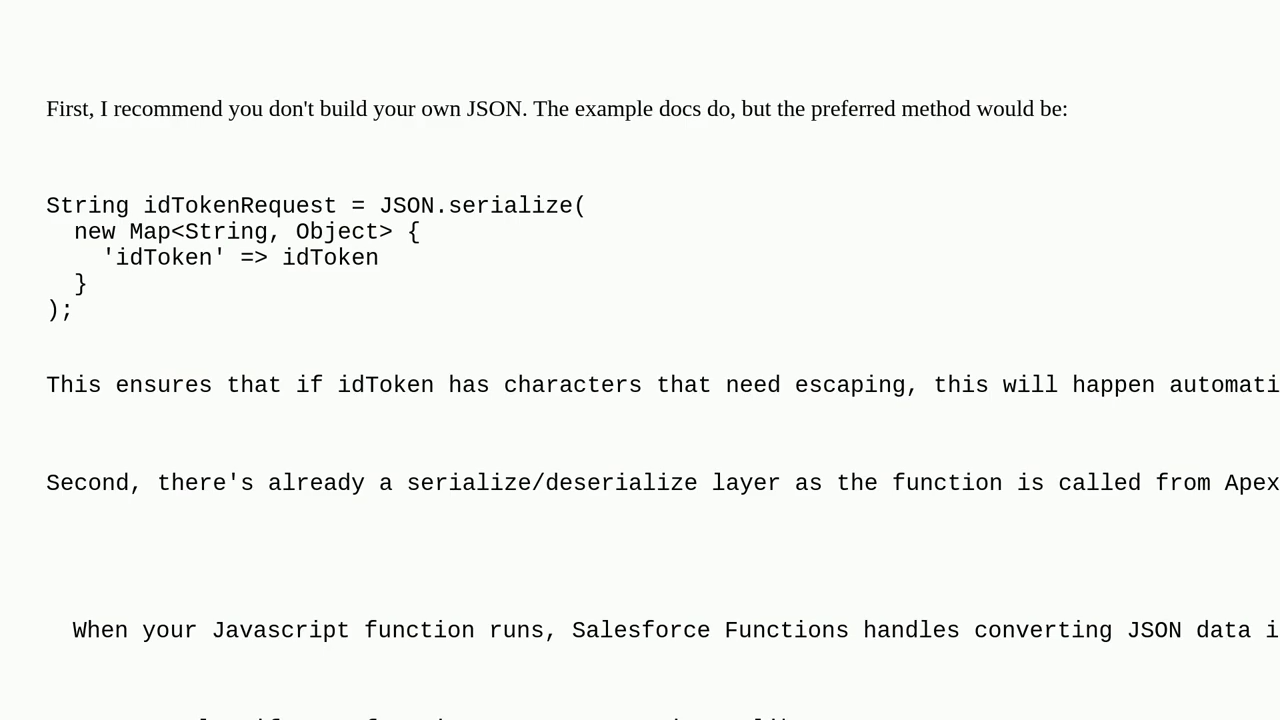 First, I recommend you don't build your own JSON. The example docs do, but the preferred method would be:
String idTokenRequest = JSON.serialize(
  new Map<String, Object> {
    'idToken' => idToken
  }
);
This ensures that if idToken has characters that need escaping, this will happen
Second, there's already a serialize/deserialize layer as the function is called from Apex
When your Javascript function runs, Salesforce Functions handles converting JSON data